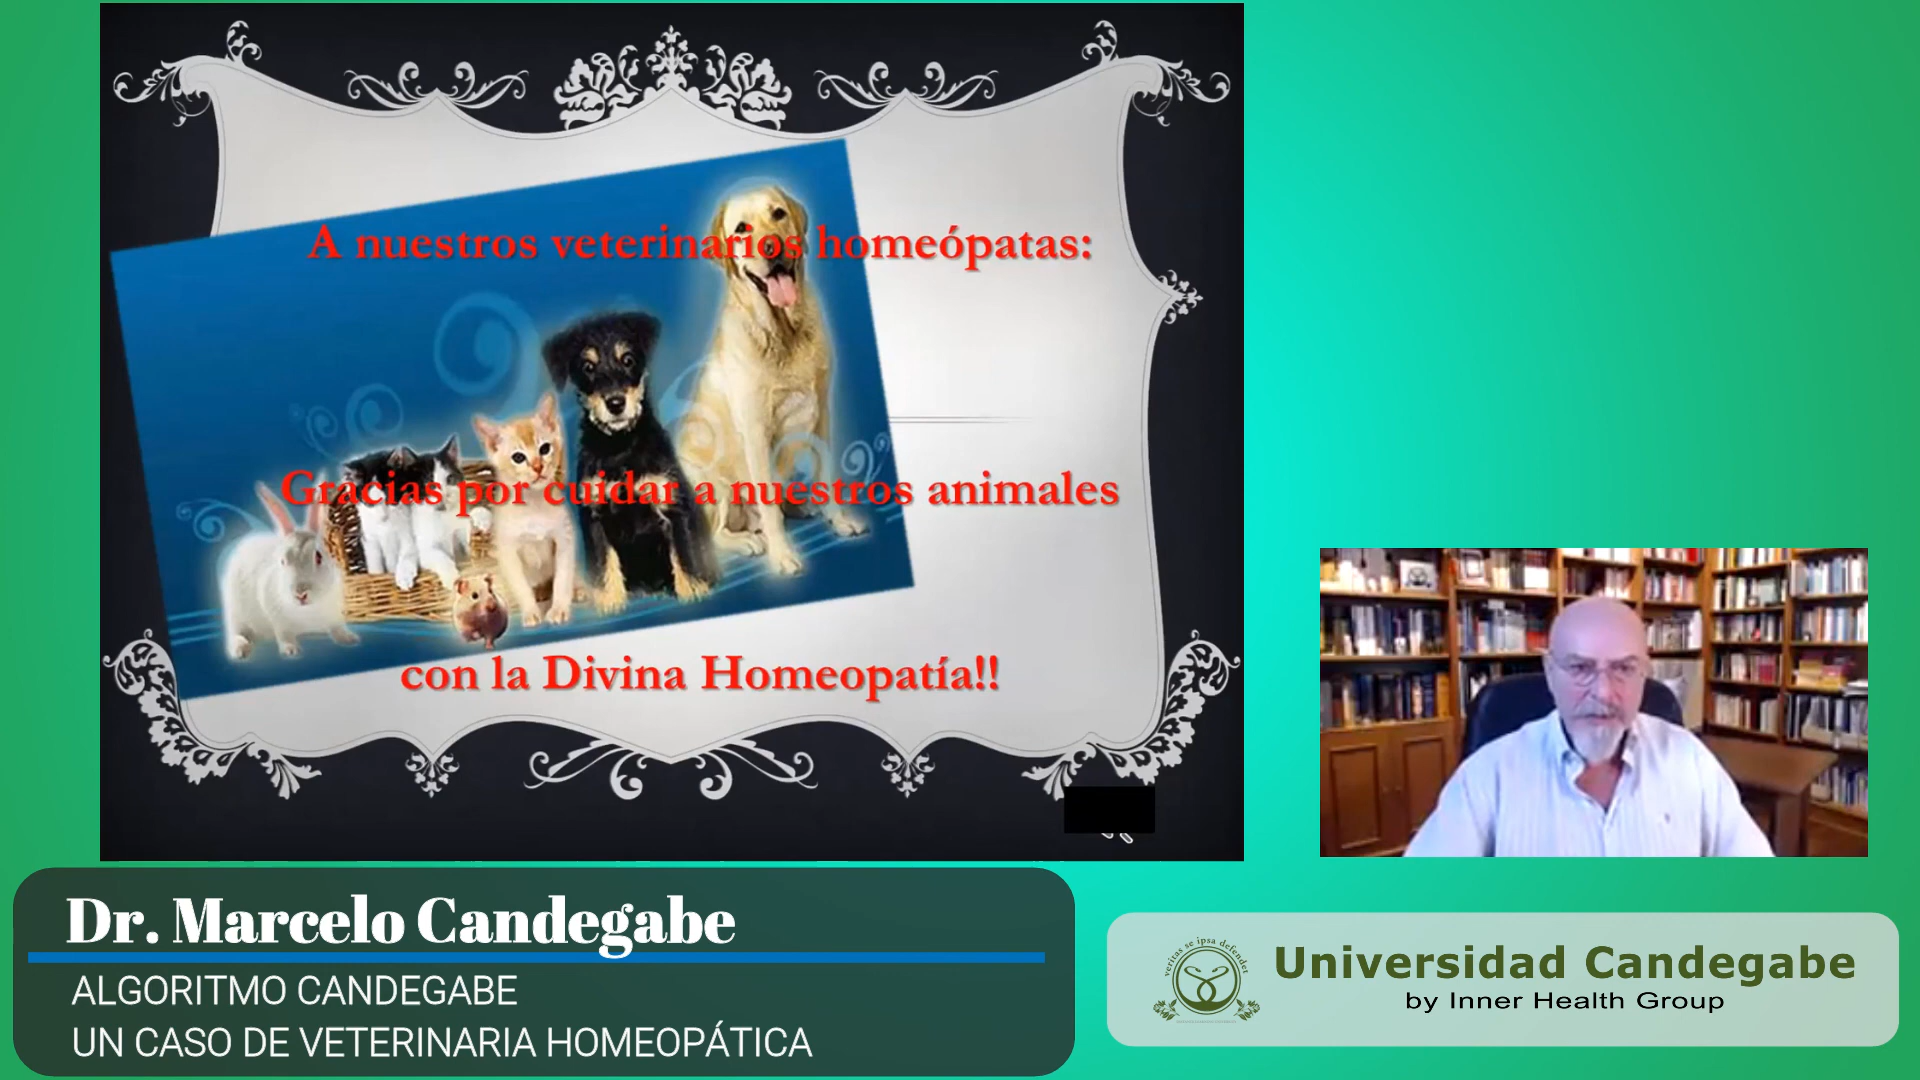 A nuestros veterinarios homeópatas:
Gracias por cuidar a nuestros animales
con la Divina Homeopatía!!
Dr. Marcelo Candegabe
ALGORITMO CANDEGABE
UN CASO DE VETERINARIA HOMEOPÁTICA
veritas se ipsa defendet
Universidad Candegabe
by Inner Health Group